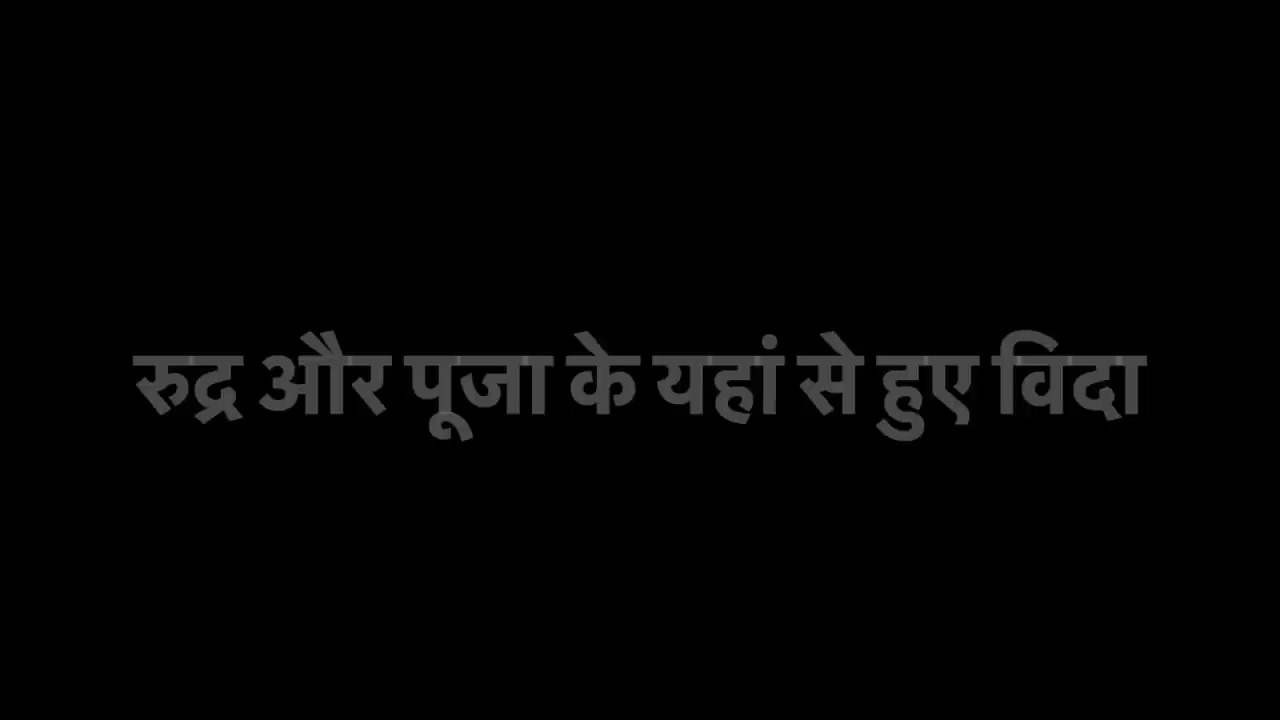 रुद्र और पूजा के यहां से हुए विदा